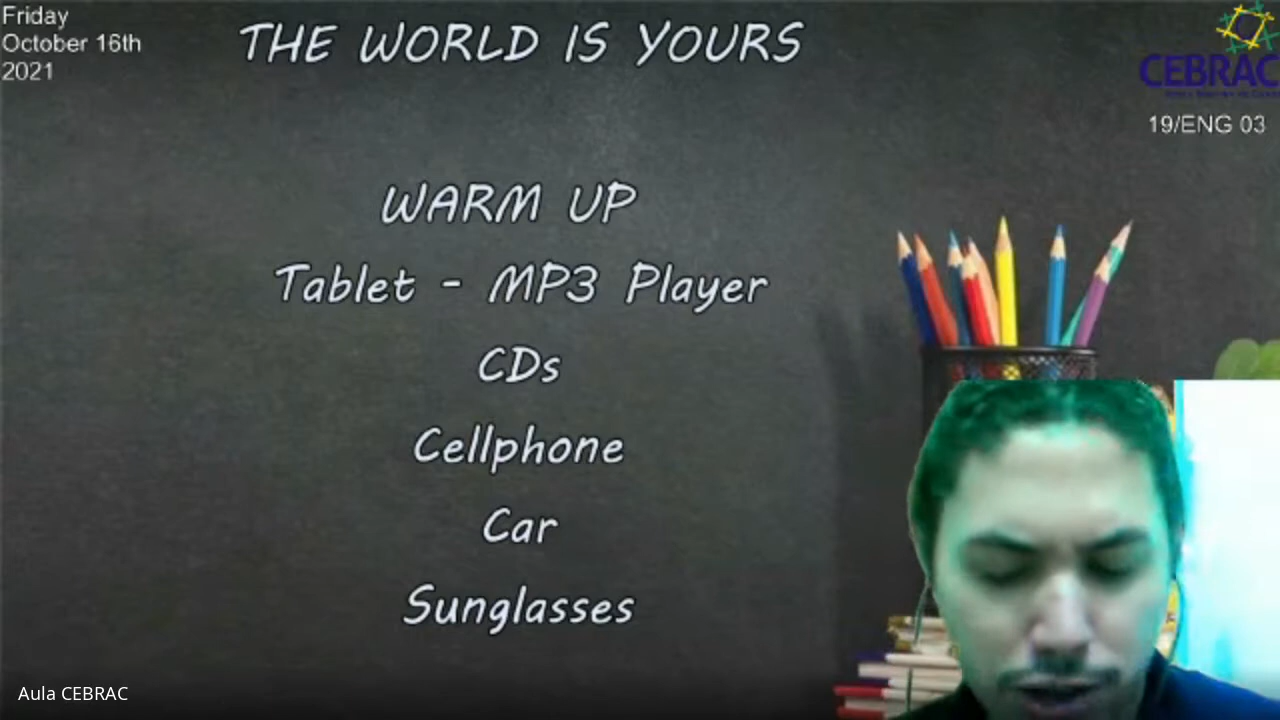 Friday
October 16th
2021
THE WORLD IS YOURS
CEBRAC
19/ENG 03
WARM UP
Tablet - MP3 Player
CDs
Cellphone
Car
Sunglasses
Aula CEBRAC